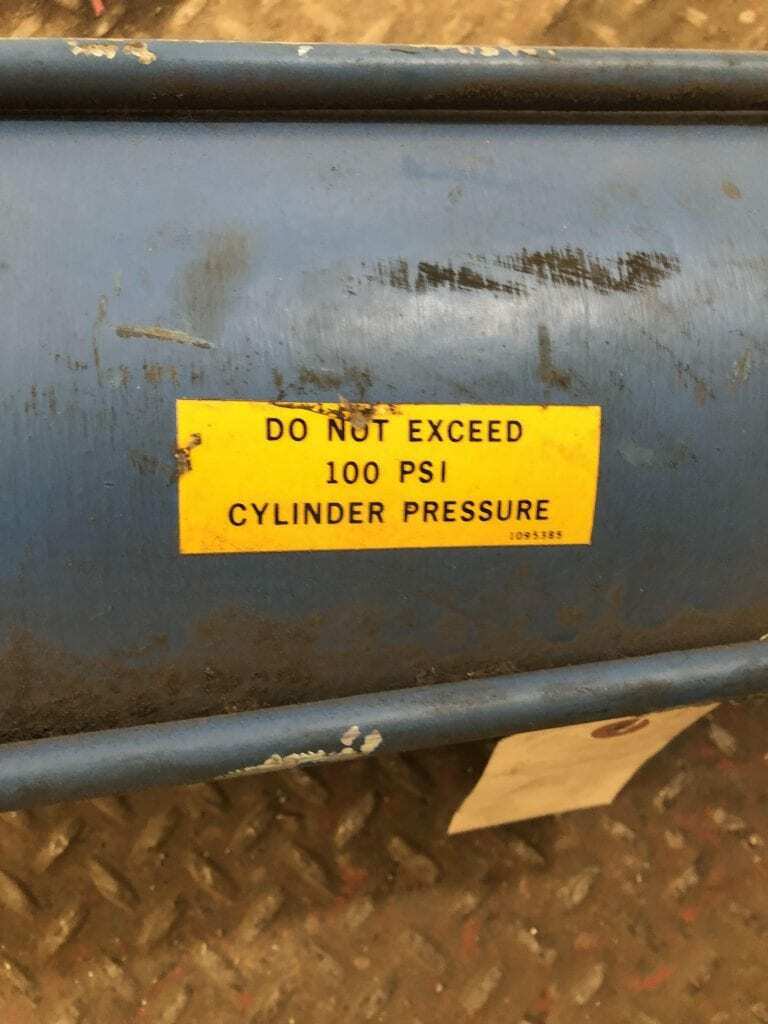 DO NOT EXCEED
100 PSI
CYLINDER PRESSURE
1095385